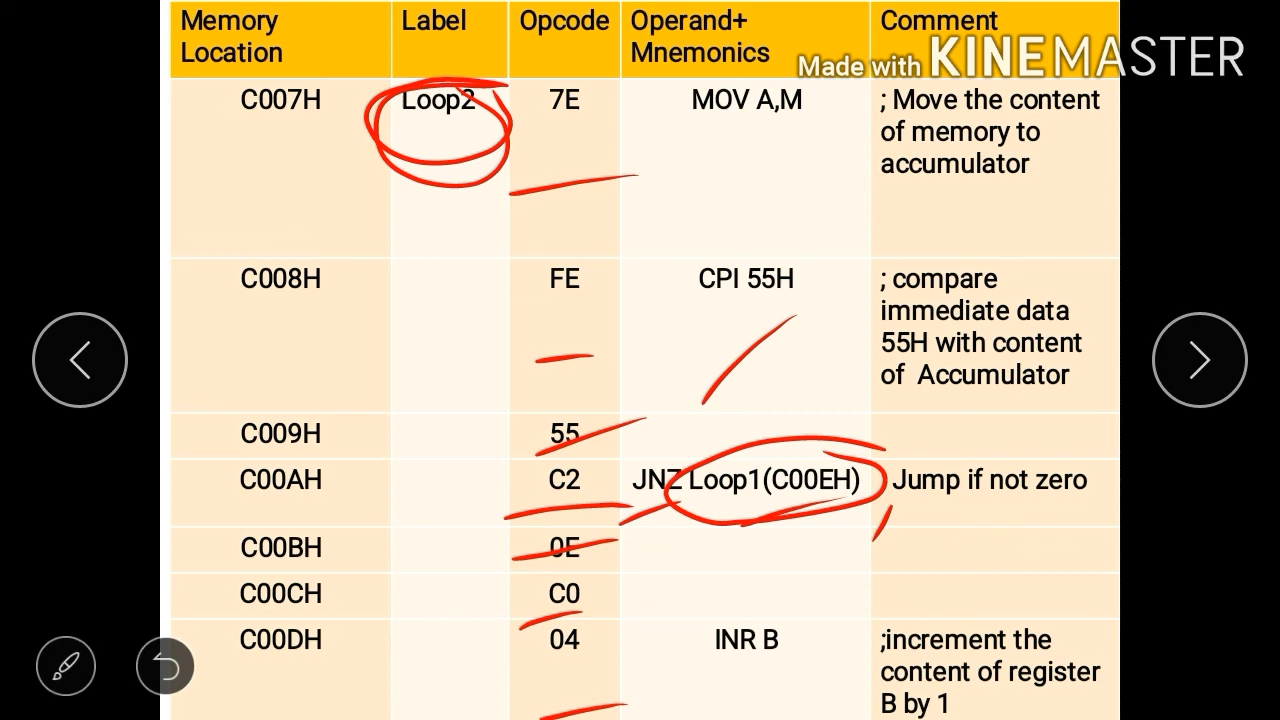 Memory Location
Label
Opcode
Operand+ Mnemonics
Comment
Made with KINEMASTER
C007H
Loop2
7E
MOV A,M
; Move the content
of memory to
accumulator
C008H
FE
CPI 55H
; compare
immediate data
55H with content
of Accumulator
C009H
55
C00AH
C2
JNZ Loop1(C00EH)
Jump if not zero
C00BH
0E
C00CH
C0
C00DH
04
INR B
;increment the
content of register
B by 1